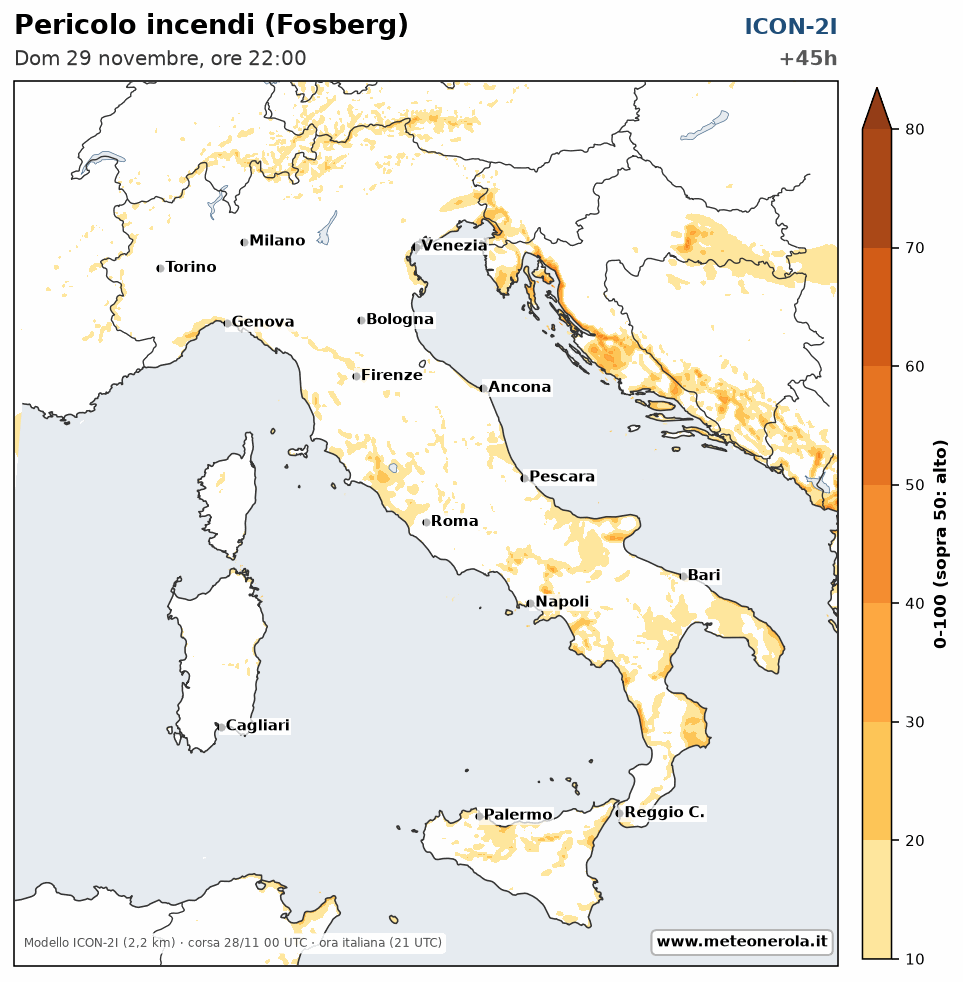 Pericolo incendi (Fosberg)
ICON-2I
Dom 29 novembre, ore 22:00
+45h
80
70
60
50
40
30
20
10
0-100 (sopra 50: alto)
Milano
Venezia
Torino
Genova
Bologna
Firenze
Ancona
Pescara
Roma
Bari
Napoli
Cagliari
Palermo
Reggio C.
Modello ICON-2I (2,2 km) · corsa 28/11 00 UTC · ora italiana (21 UTC)
www.meteonerola.it